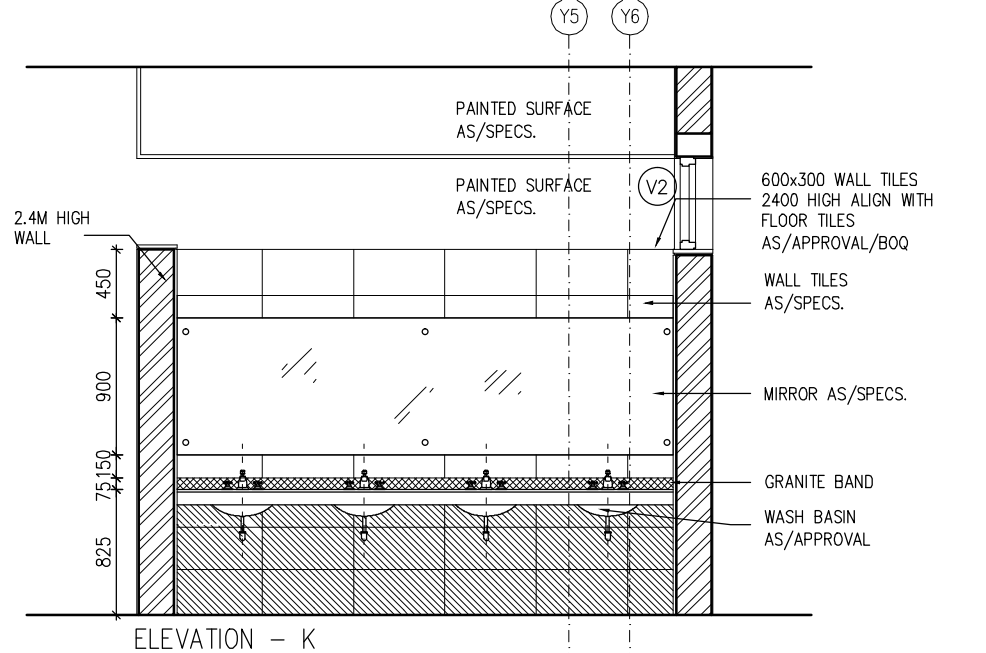 Y5 Y6
PAINTED SURFACE
AS/SPECS.
PAINTED SURFACE
AS/SPECS.
V2
600x300 WALL TILES
2400 HIGH ALIGN WITH
FLOOR TILES
AS/APPROVAL/BOQ
2.4M HIGH
WALL
450
WALL TILES
AS/SPECS.
900
MIRROR AS/SPECS.
150
75
GRANITE BAND
WASH BASIN
AS/APPROVAL
825
ELEVATION - K